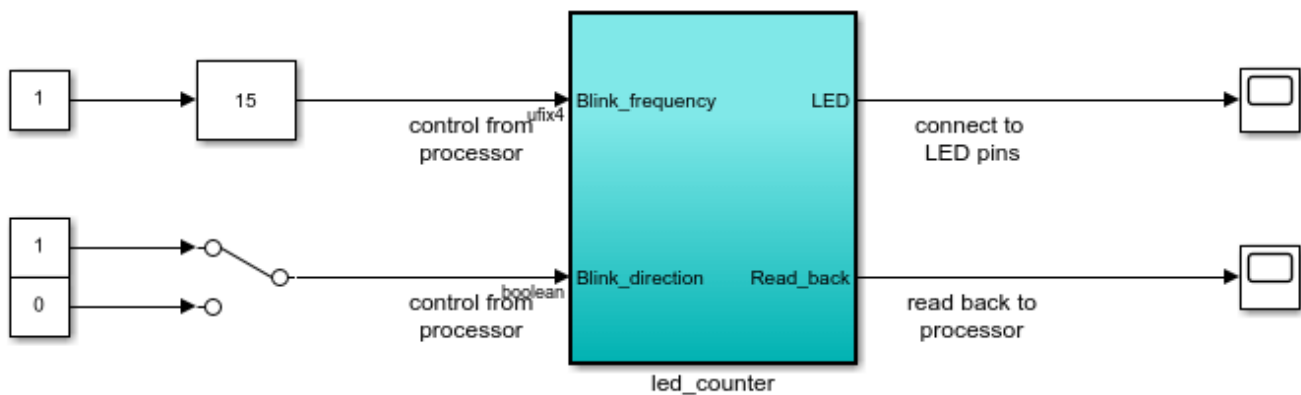 1
15
Blink_frequency
LED
ufix4
control from
processor
connect to
LED pins
1
0
Blink_direction
Read_back
boolean
control from
processor
read back to
processor
led_counter